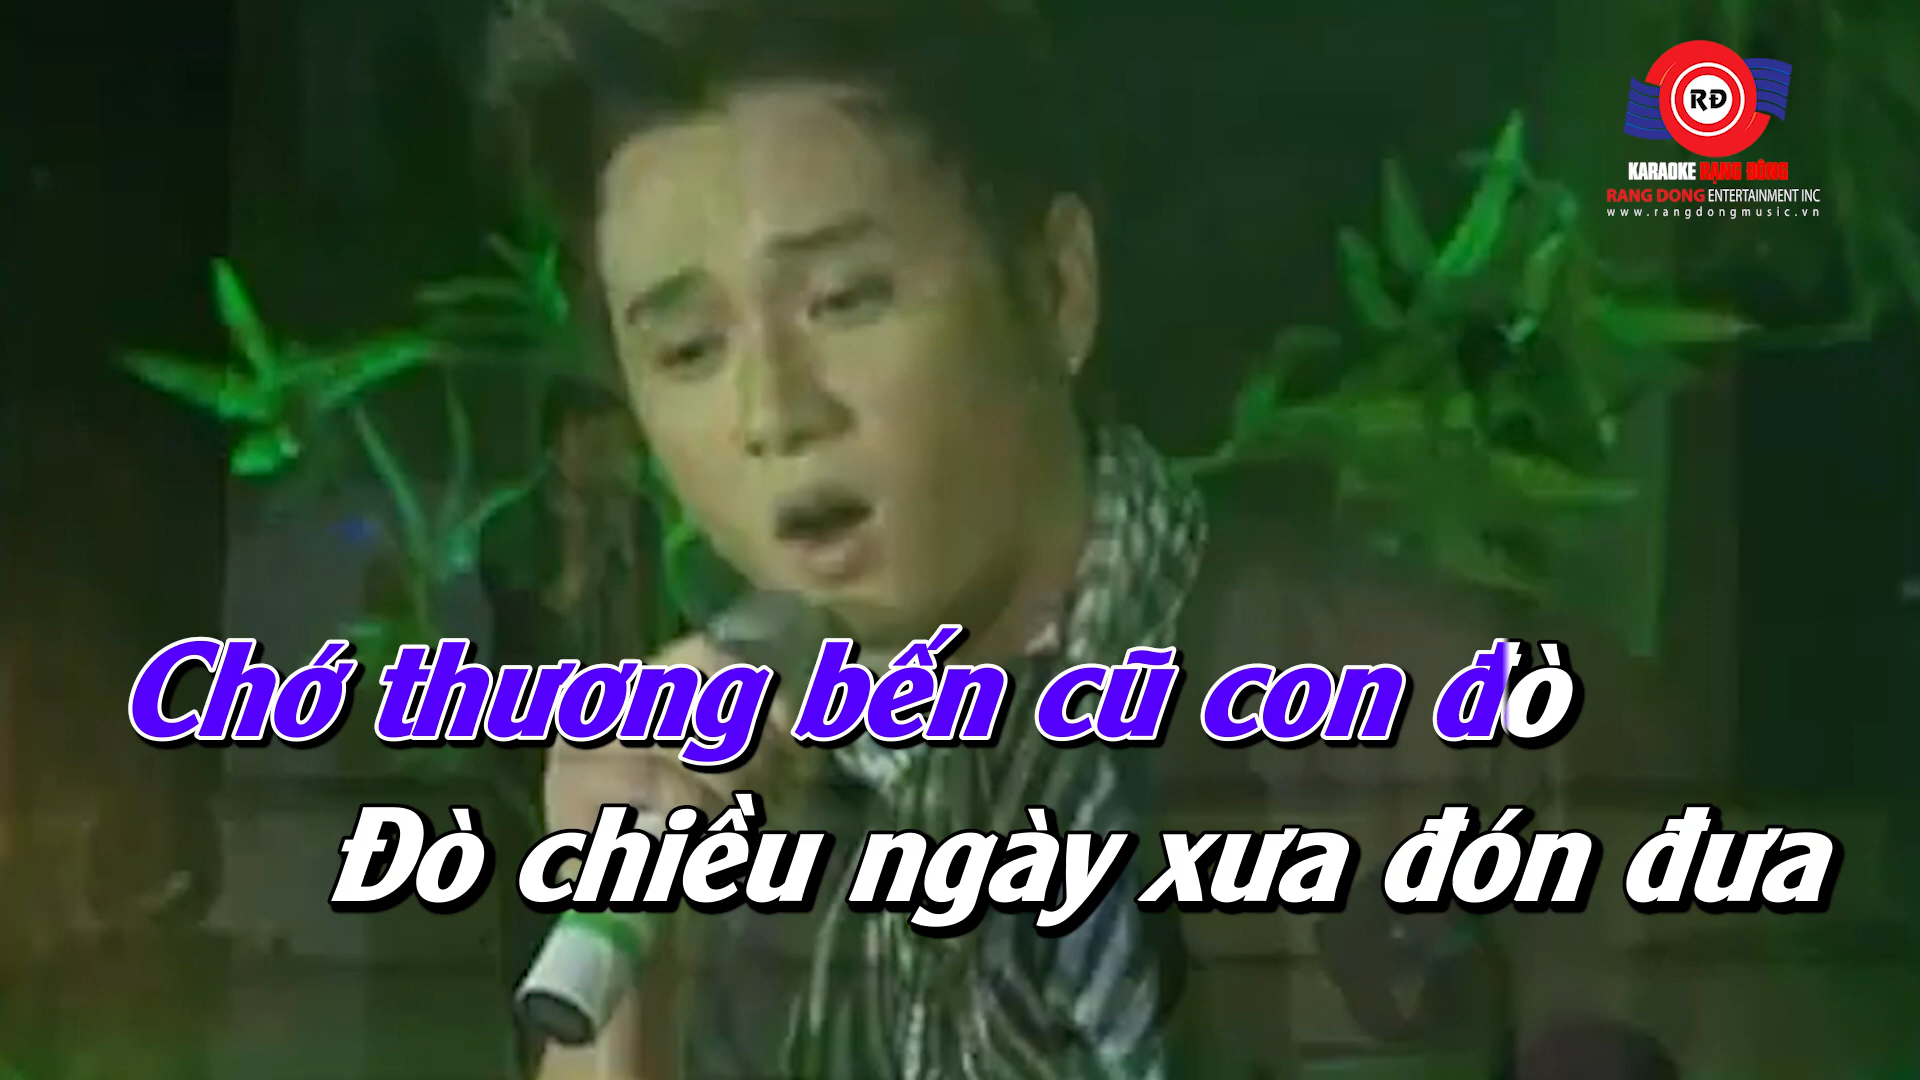 RĐ
KARAOKE RẠNG ĐÔNG
RANG DONG ENTERTAINMENT INC
www.rangdongmusic.vn
Chớ thương bến cũ con đò
Đò chiều ngày xưa đón đưa